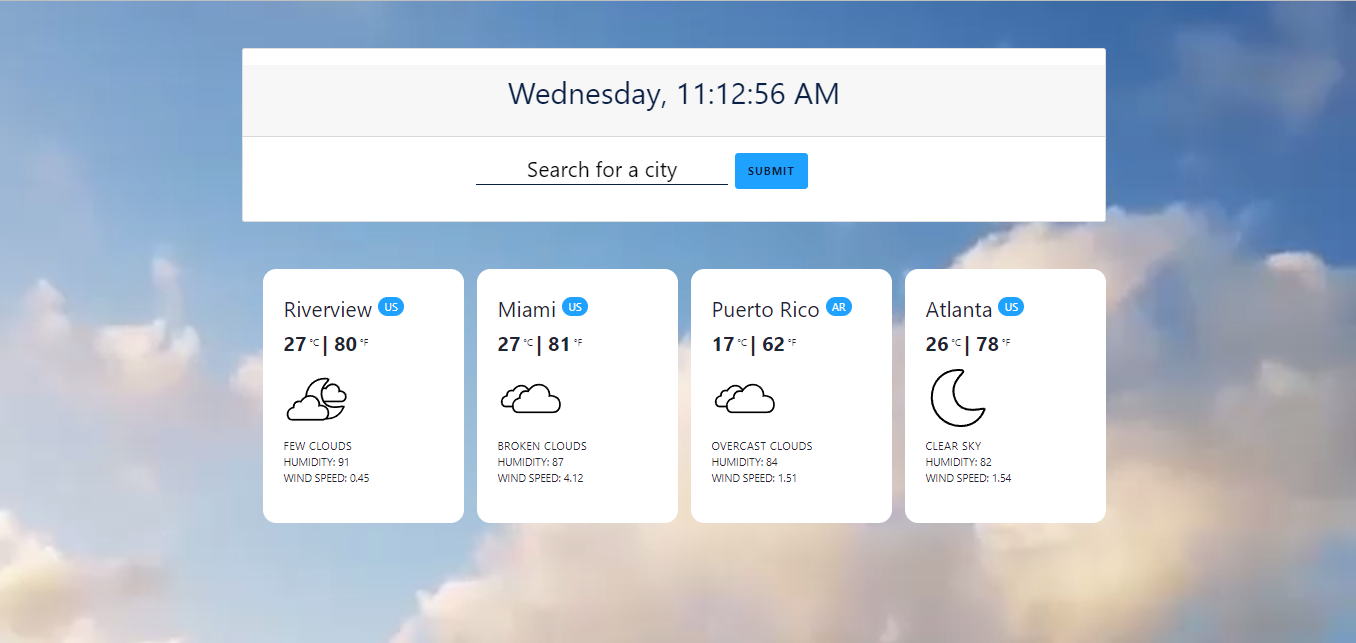 Wednesday, 11:12:56 AM
Search for a city
SUBMIT
Riverview US
27 °C | 80 °F
FEW CLOUDS
HUMIDITY: 91
WIND SPEED: 0.45
Miami US
27 °C | 81 °F
BROKEN CLOUDS
HUMIDITY: 87
WIND SPEED: 4.12
Puerto Rico AR
17 °C | 62 °F
OVERCAST CLOUDS
HUMIDITY: 84
WIND SPEED: 1.51
Atlanta US
26 °C | 78 °F
CLEAR SKY
HUMIDITY: 82
WIND SPEED: 1.54